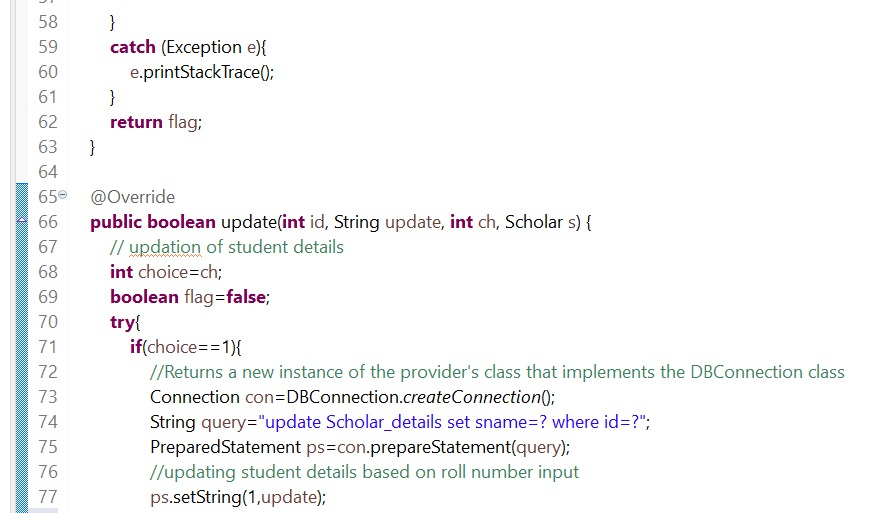 58 }
59 catch (Exception e){
60 e.printStackTrace();
61 }
62 return flag;
63 }
64
65 @Override
66 public boolean update(int id, String update, int ch, Scholar s) {
67 // updation of student details
68 int choice=ch;
69 boolean flag=false;
70 try{
71 if(choice==1){
72 //Returns a new instance of the provider's class that implements the DBConnection class
73 Connection con=DBConnection.createConnection();
74 String query="update Scholar_details set sname=? where id=?";
75 PreparedStatement ps=con.prepareStatement(query);
76 //updating student details based on roll number input
77 ps.setString(1,update);